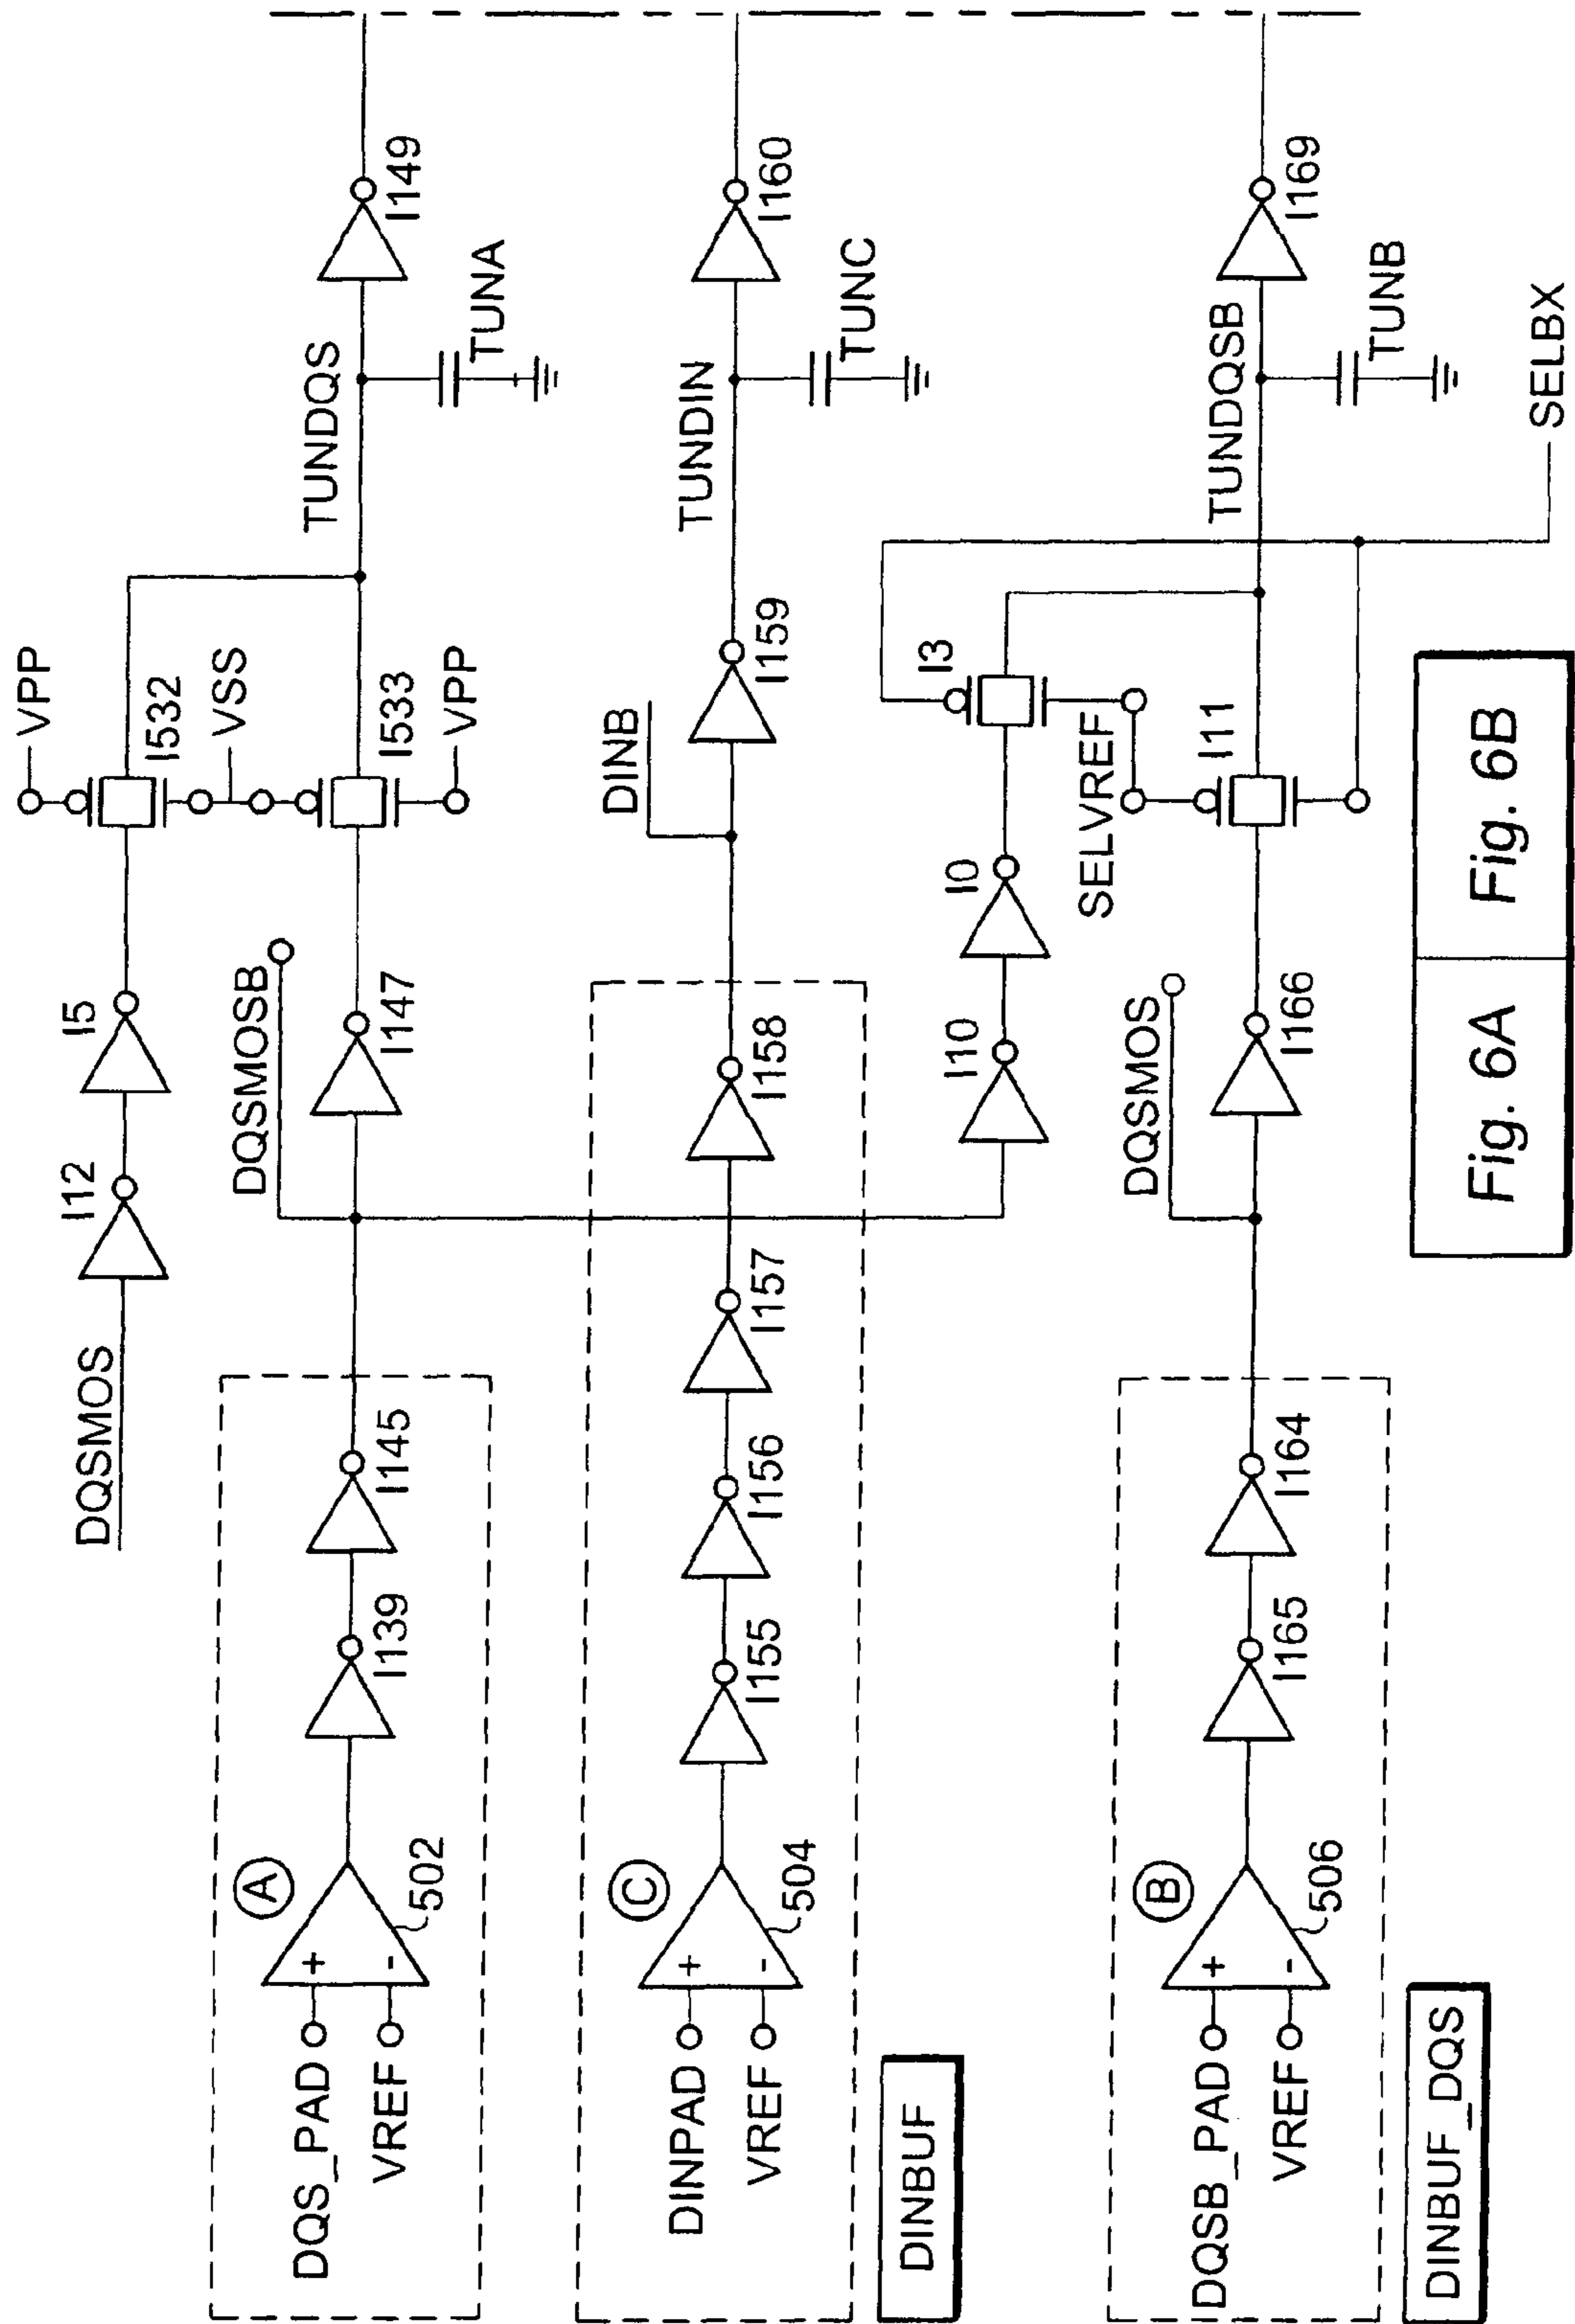 VPP
I532
VSS
I533
VPP
I12
I5
DQSMOS
DQSMOSB
I147
TUNDQS
TUNA
I149
A
DQS_PAD
VREF
+
-
502
I139
I145
C
DINPAD
VREF
+
-
504
I155
I156
I157
I158
DINB
I159
TUNDIN
TUNC
I160
DINBUF
I10
I0
I3
SELVREF
I11
B
DQSB_PAD
VREF
+
-
506
I165
I164
DQSMOS
I166
TUNDQSB
TUNB
I169
SELBX
DINBUF_DQS
Fig. 6A
Fig. 6B